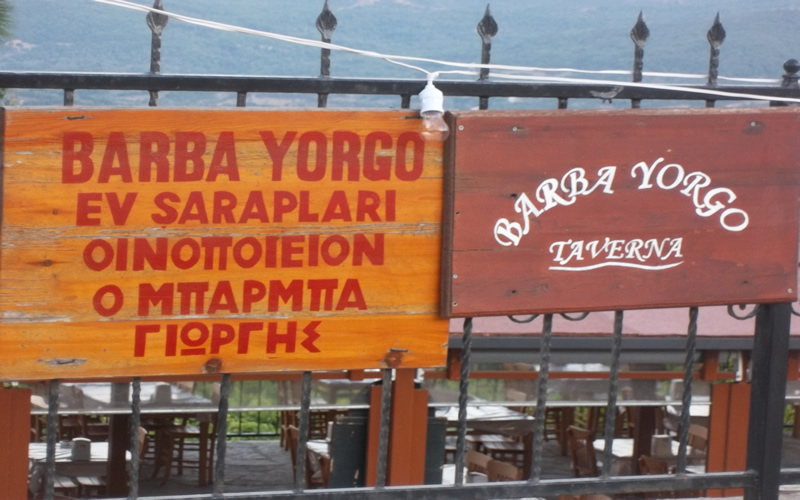 BARBA YORGO
EV SARAPLARI
ΟΙΝΟΠΟΙΕΙΟΝ
Ο ΜΠΑΡΜΠΑ
ΓΙΩΡΓΗΣ
BARBA YORGO
TAVERNA